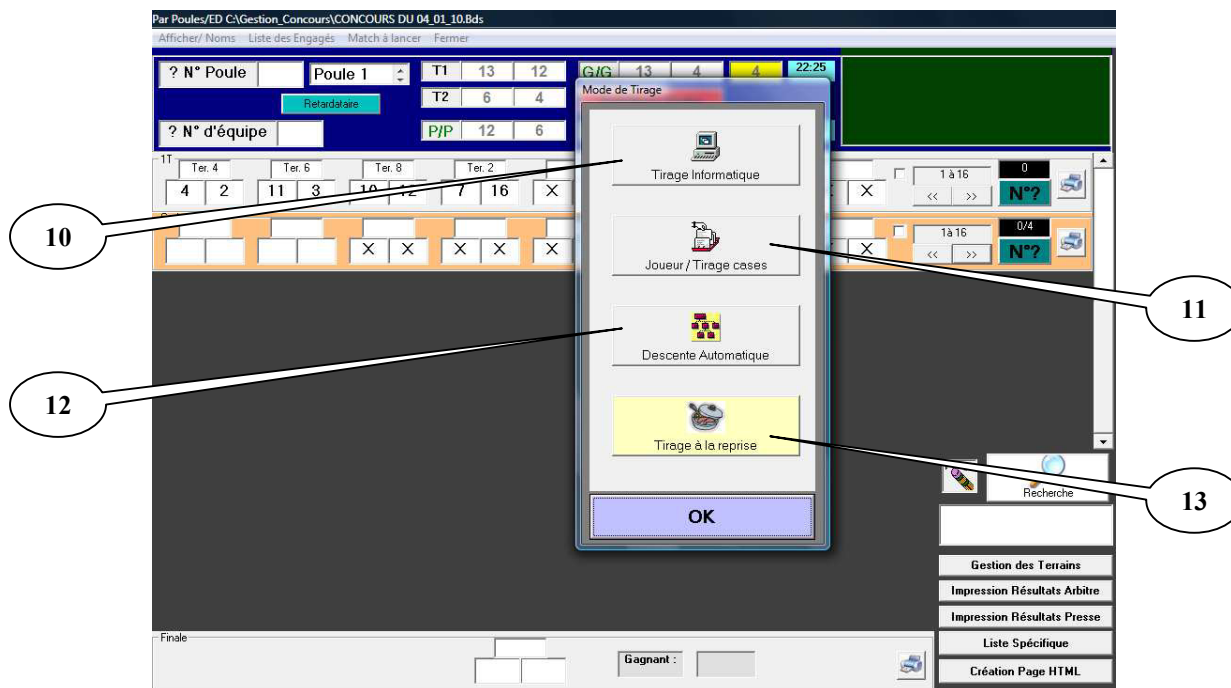 Par Poules/ED C:\Gestion_Concours\CONCOURS DU 04_01_10.Bds
Afficher/ Noms Liste des Engagés Match à lancer Fermer
? N° Poule Poule 1 T1 13 12 G/G 13 4 4 22:25
Retardataire T2 6 4
? N° d'équipe P/P 12 6
Mode de Tirage
Tirage Informatique
Joueur / Tirage cases
Descente Automatique
Tirage à la reprise
OK
1T Ter. 4 Ter. 6 Ter. 8 Ter. 2 1 à 16 0
4 2 11 3 10 12 7 16 X X << >> N°?
1 à 16 0/4
X X X X X X << >> N°?
10
11
12
13
Recherche
Gestion des Terrains
Impression Résultats Arbitre
Impression Résultats Presse
Liste Spécifique
Création Page HTML
Finale
Gagnant :